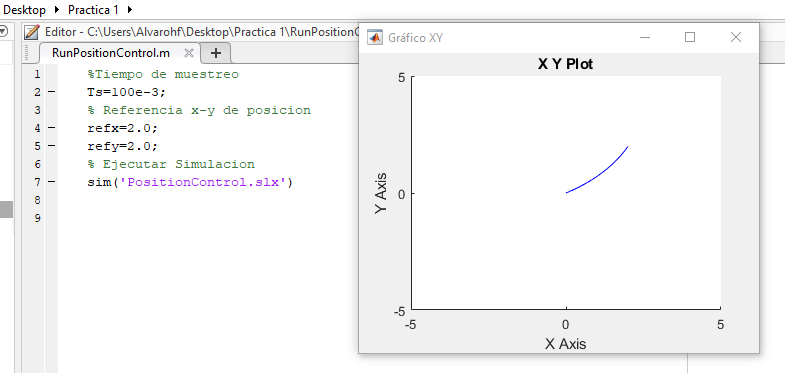 Desktop Practica 1
Editor - C:\Users\Alvarohf\Desktop\Practica 1\RunPositionC
RunPositionControl.m
1 %Tiempo de muestreo
2 Ts=100e-3;
3 % Referencia x-y de posicion
4 refx=2.0;
5 refy=2.0;
6 % Ejecutar Simulacion
7 sim('PositionControl.slx')
8
9
Gráfico XY
X Y Plot
5
0
-5
Y Axis
-5 0 5
X Axis